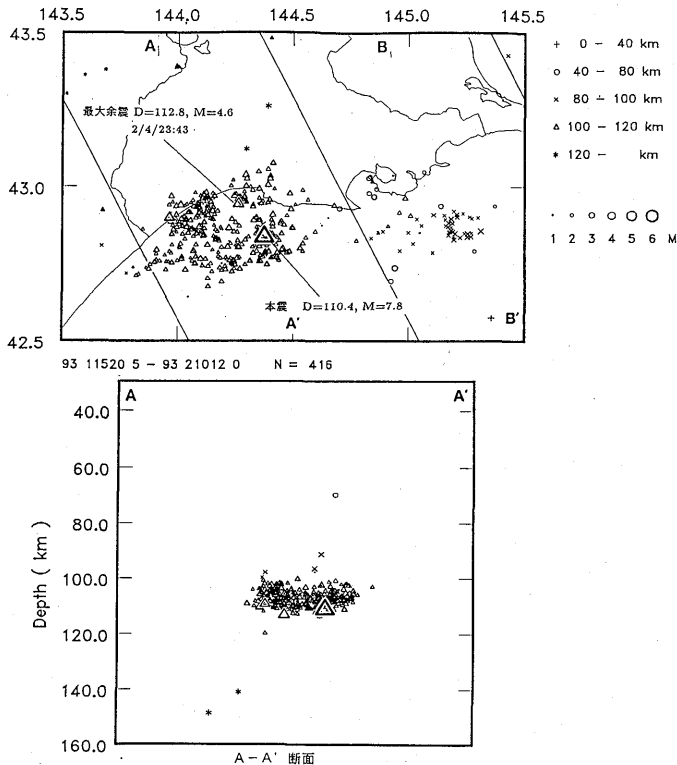 143.5 144.0 144.5 145.0 145.5
43.5
43.0
42.5
A
B
最大余震 D=112.8, M=4.6
2/4/23:43
本震 D=110.4, M=7.8
A'
B'
+ 0 - 40 km
○ 40 - 80 km
× 80 - 100 km
△ 100 - 120 km
* 120 - km
1 2 3 4 5 6 M
93 11520 5 - 93 21012 0 N = 416
A
A'
40.0
60.0
80.0
100.0
120.0
140.0
160.0
Depth ( km )
A-A' 断面